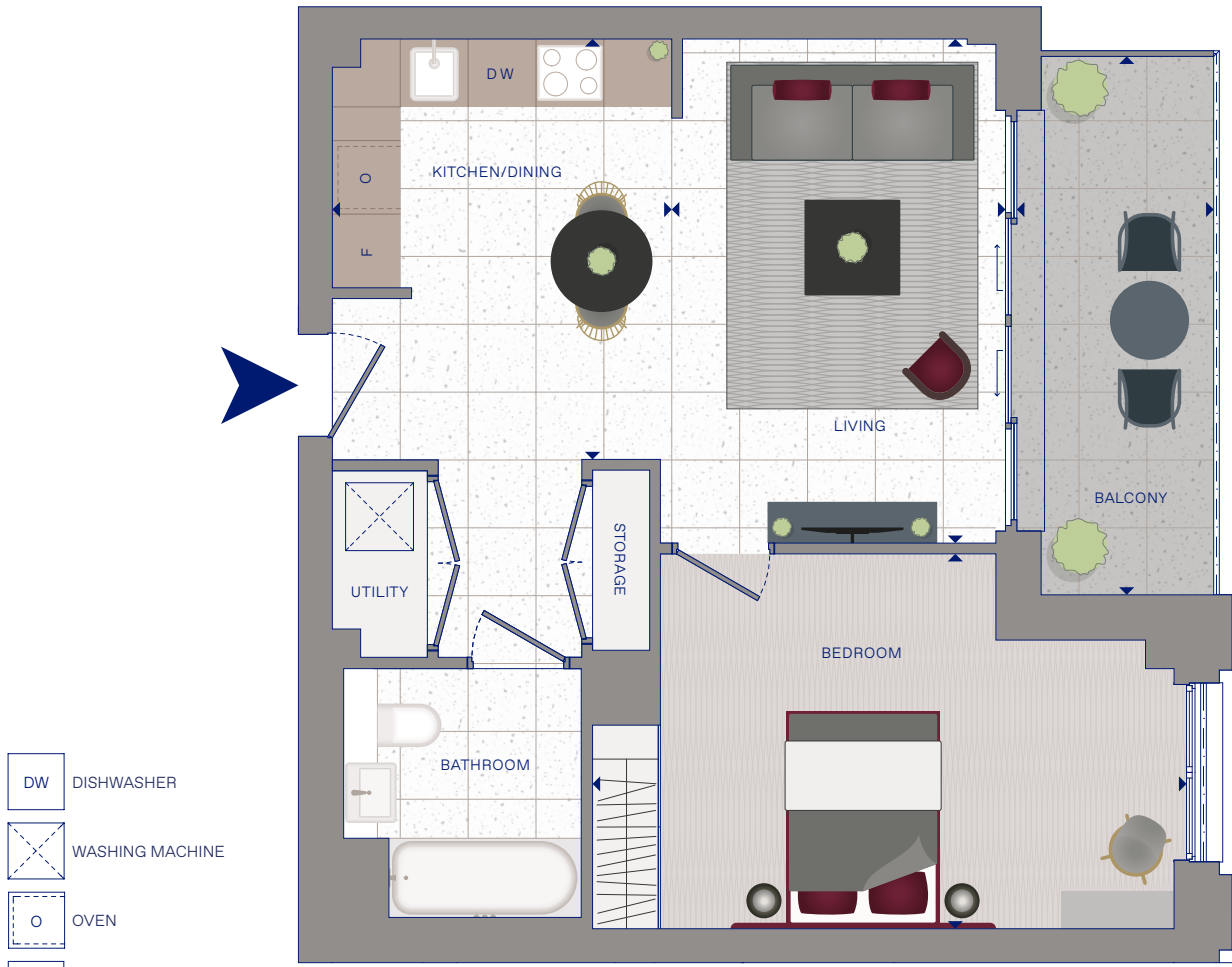 DW
KITCHEN/DINING
O
F
LIVING
BALCONY
STORAGE
UTILITY
BEDROOM
BATHROOM
DW DISHWASHER
WASHING MACHINE
O OVEN